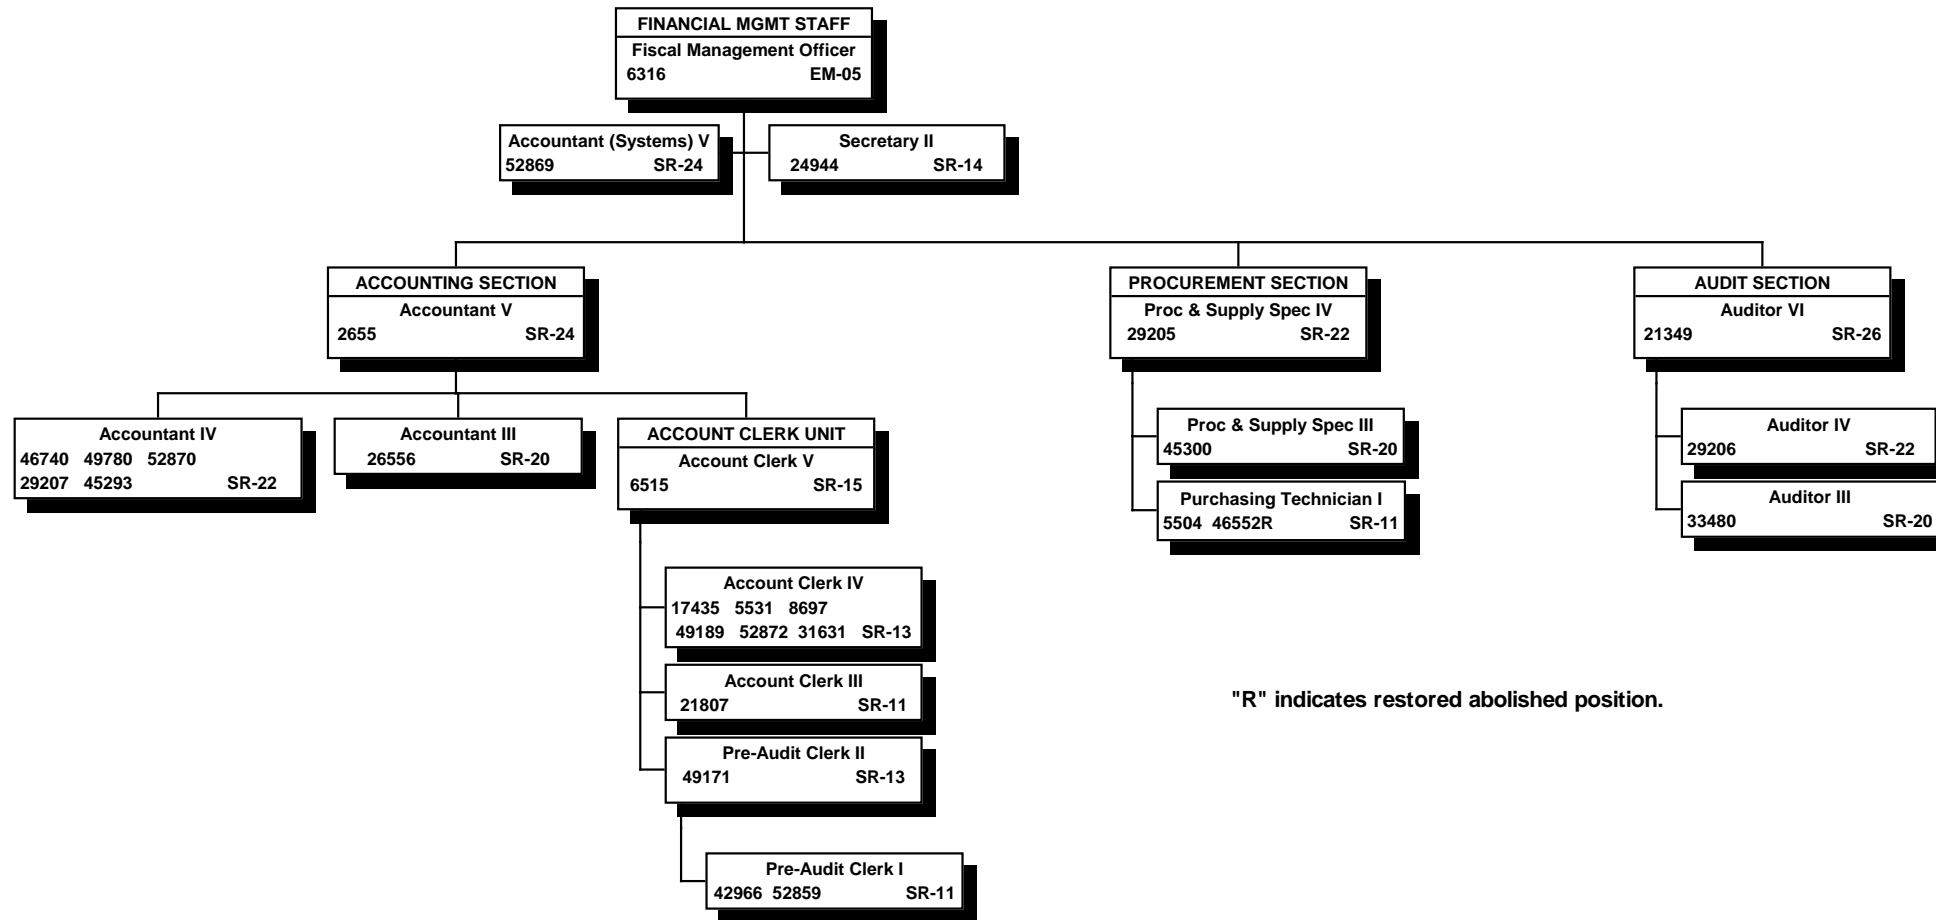 FINANCIAL MGMT STAFF
Fiscal Management Officer
6316 EM-05
Accountant (Systems) V
52869 SR-24
Secretary II
24944 SR-14
ACCOUNTING SECTION
Accountant V
2655 SR-24
PROCUREMENT SECTION
Proc & Supply Spec IV
29205 SR-22
AUDIT SECTION
Auditor VI
21349 SR-26
Accountant IV
46740 49780 52870
29207 45293 SR-22
Accountant III
26556 SR-20
ACCOUNT CLERK UNIT
Account Clerk V
6515 SR-15
Proc & Supply Spec III
45300 SR-20
Purchasing Technician I
5504 46552R SR-11
Auditor IV
29206 SR-22
Auditor III
33480 SR-20
Account Clerk IV
17435 5531 8697
49189 52872 31631 SR-13
Account Clerk III
21807 SR-11
Pre-Audit Clerk II
49171 SR-13
Pre-Audit Clerk I
42966 52859 SR-11
"R" indicates restored abolished position.